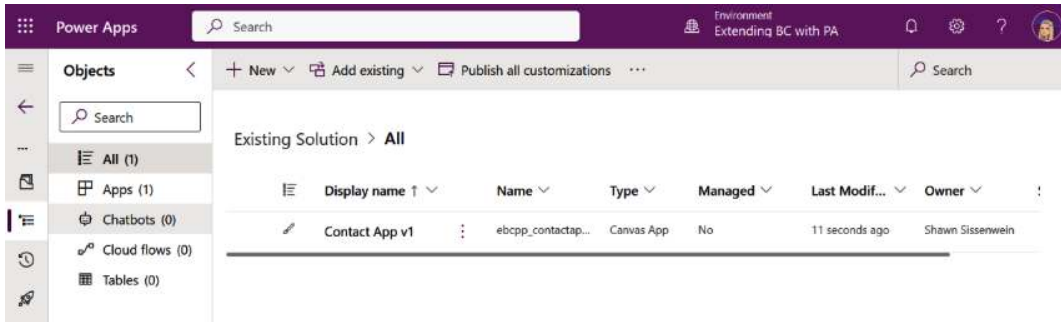 Power Apps
Search
Environment
Extending BC with PA
?
Objects
+ New
Add existing
Publish all customizations
...
Search
Search
Existing Solution > All
All (1)
Apps (1)
Chatbots (0)
Cloud flows (0)
Tables (0)
Display name ↑
Name
Type
Managed
Last Modif...
Owner
Contact App v1
ebcpp_contactap...
Canvas App
No
11 seconds ago
Shawn Sissenwein